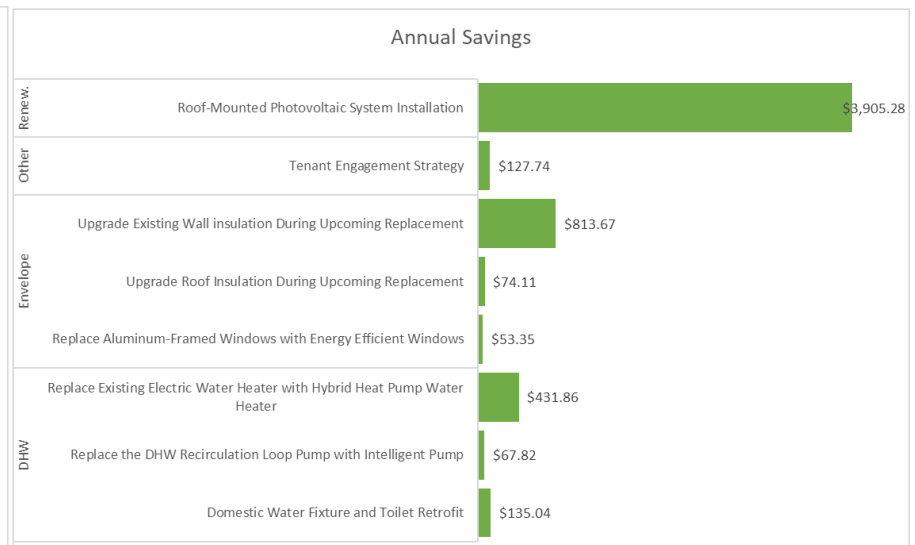 Annual Savings
Renew.
Roof-Mounted Photovoltaic System Installation
$3,905.28
Other
Tenant Engagement Strategy
$127.74
Envelope
Upgrade Existing Wall insulation During Upcoming Replacement
$813.67
Upgrade Roof Insulation During Upcoming Replacement
$74.11
Replace Aluminum-Framed Windows with Energy Efficient Windows
$53.35
DHW
Replace Existing Electric Water Heater with Hybrid Heat Pump Water
Heater
$431.86
Replace the DHW Recirculation Loop Pump with Intelligent Pump
$67.82
Domestic Water Fixture and Toilet Retrofit
$135.04